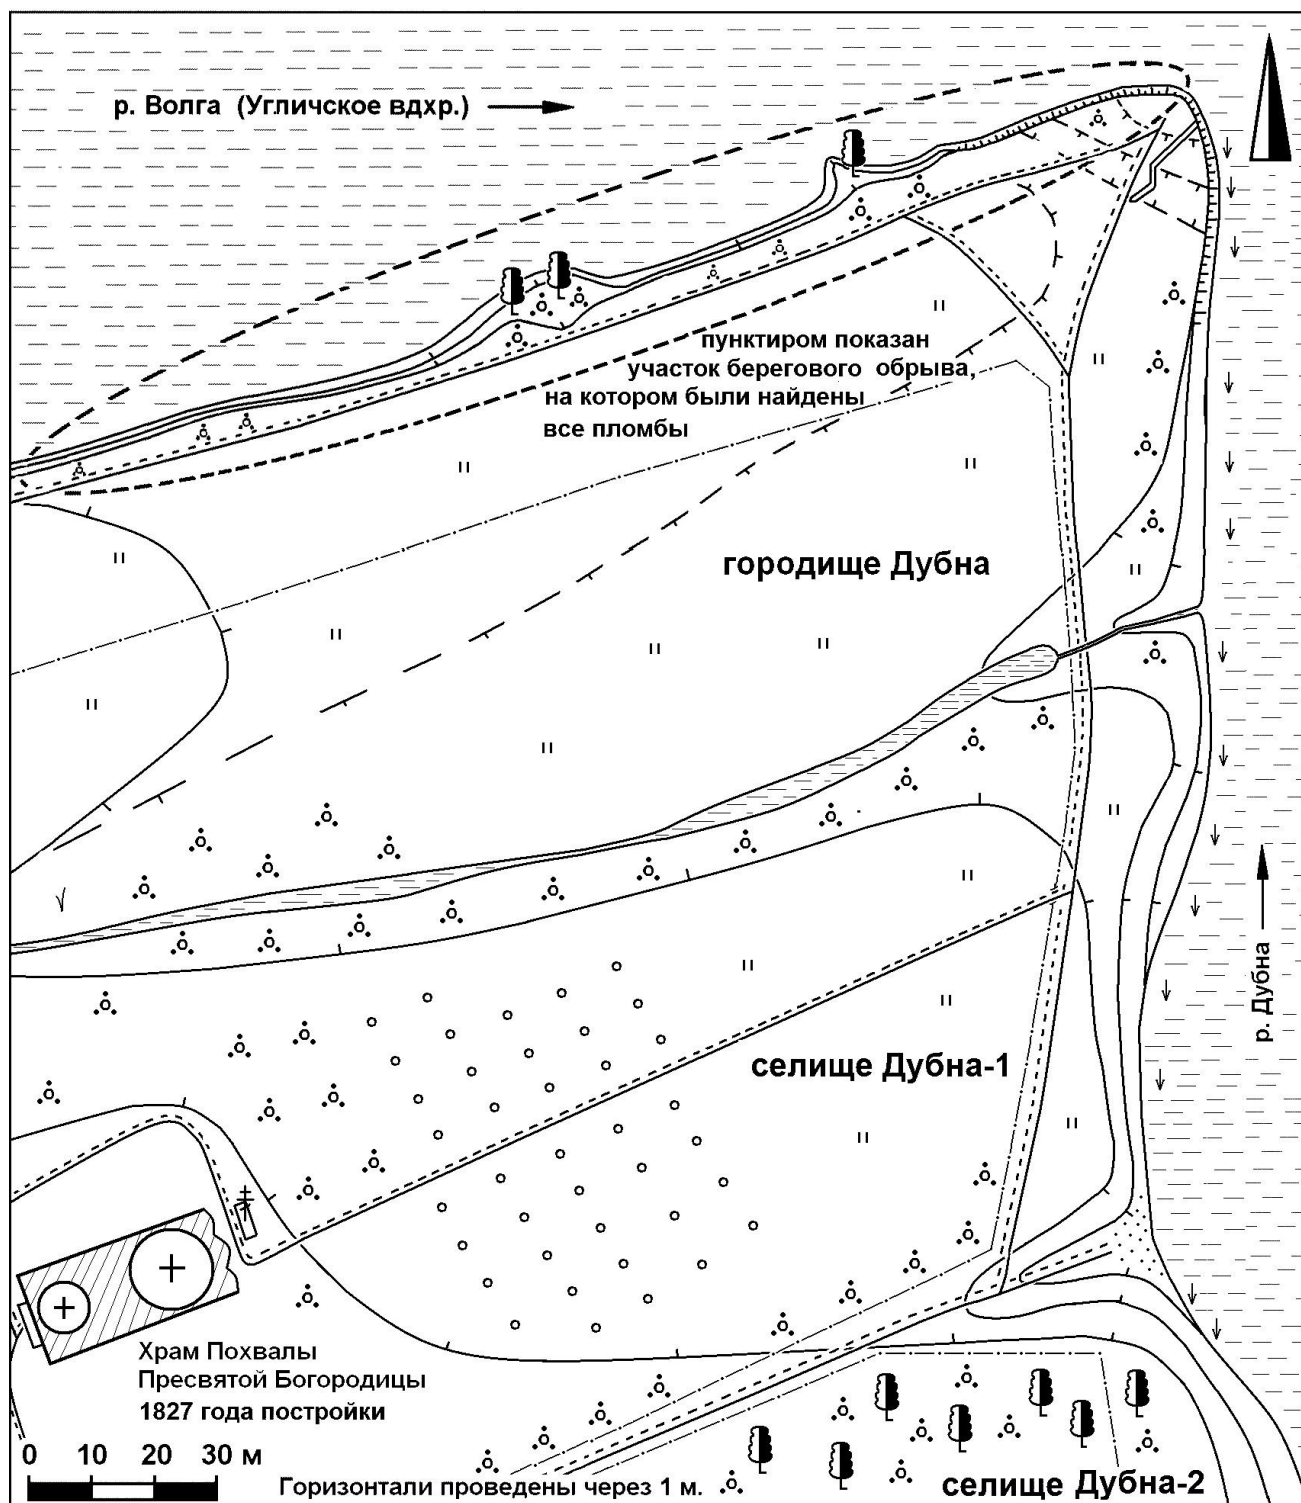 р. Волга (Угличское вдхр.)
пунктиром показан
участок берегового обрыва,
на котором были найдены
все пломбы
городище Дубна
р. Дубна
селище Дубна-1
Храм Похвалы
Пресвятой Богородицы
1827 года постройки
0 10 20 30 м
Горизонтали проведены через 1 м.
селище Дубна-2